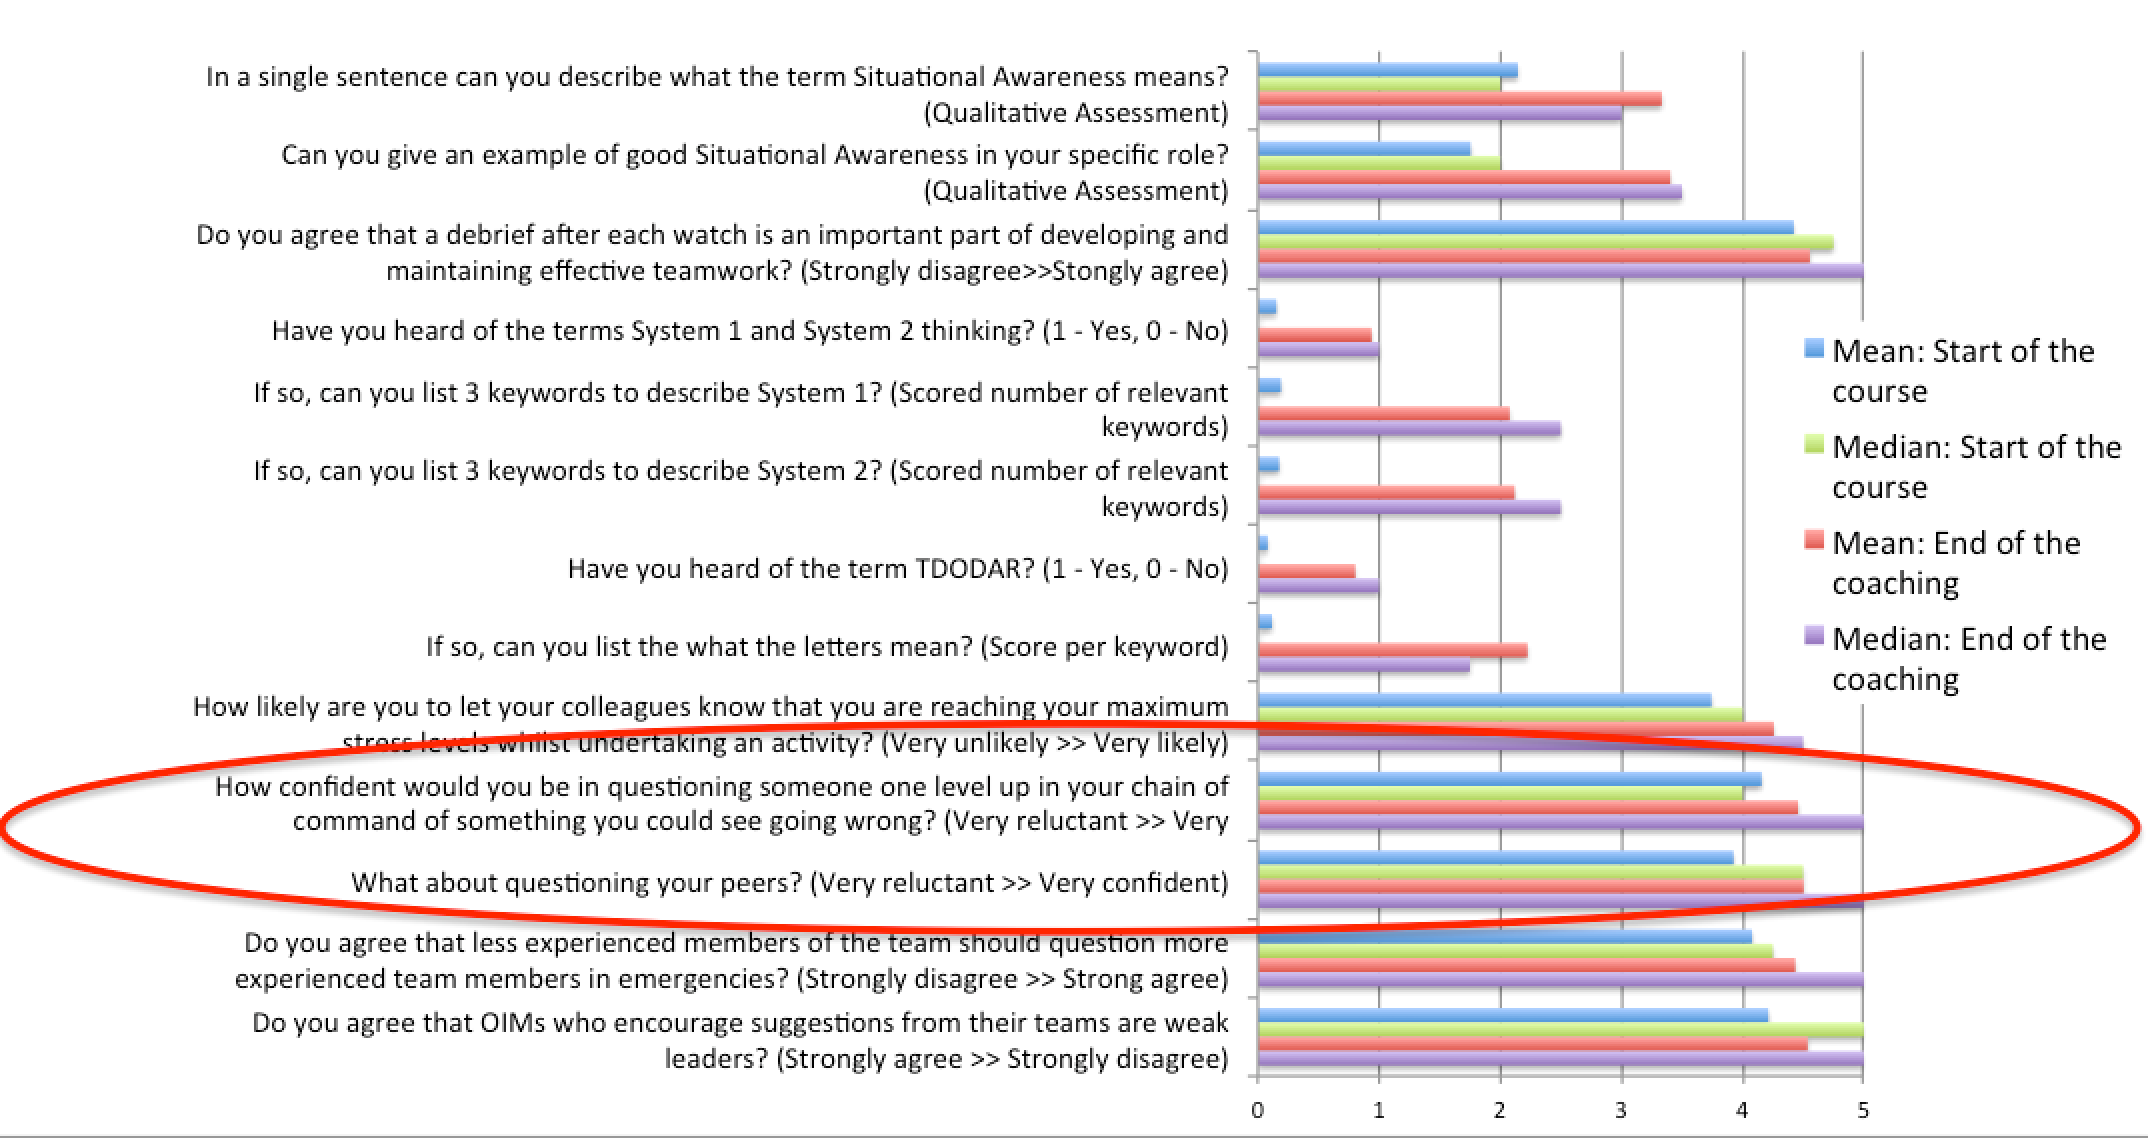 In a single sentence can you describe what the term Situational Awareness means?
(Qualitative Assessment)
Can you give an example of good Situational Awareness in your specific role?
(Qualitative Assessment)
Do you agree that a debrief after each watch is an important part of developing and
maintaining effective teamwork? (Strongly disagree>>Stongly agree)
Have you heard of the terms System 1 and System 2 thinking? (1 - Yes, 0 - No)
If so, can you list 3 keywords to describe System 1? (Scored number of relevant
keywords)
If so, can you list 3 keywords to describe System 2? (Scored number of relevant
keywords)
Have you heard of the term TDODAR? (1 - Yes, 0 - No)
If so, can you list the what the letters mean? (Score per keyword)
How likely are you to let your colleagues know that you are reaching your maximum
stress levels whilst undertaking an activity? (Very unlikely >> Very likely)
How confident would you be in questioning someone one level up in your chain of
command of something you could see going wrong? (Very reluctant >> Very
What about questioning your peers? (Very reluctant >> Very confident)
Do you agree that less experienced members of the team should question more
experienced team members in emergencies? (Strongly disagree >> Strong agree)
Do you agree that OIMs who encourage suggestions from their teams are weak
leaders? (Strongly agree >> Strongly disagree)
0 1 2 3 4 5
Mean: Start of the
course
Median: Start of the
course
Mean: End of the
coaching
Median: End of the
coaching